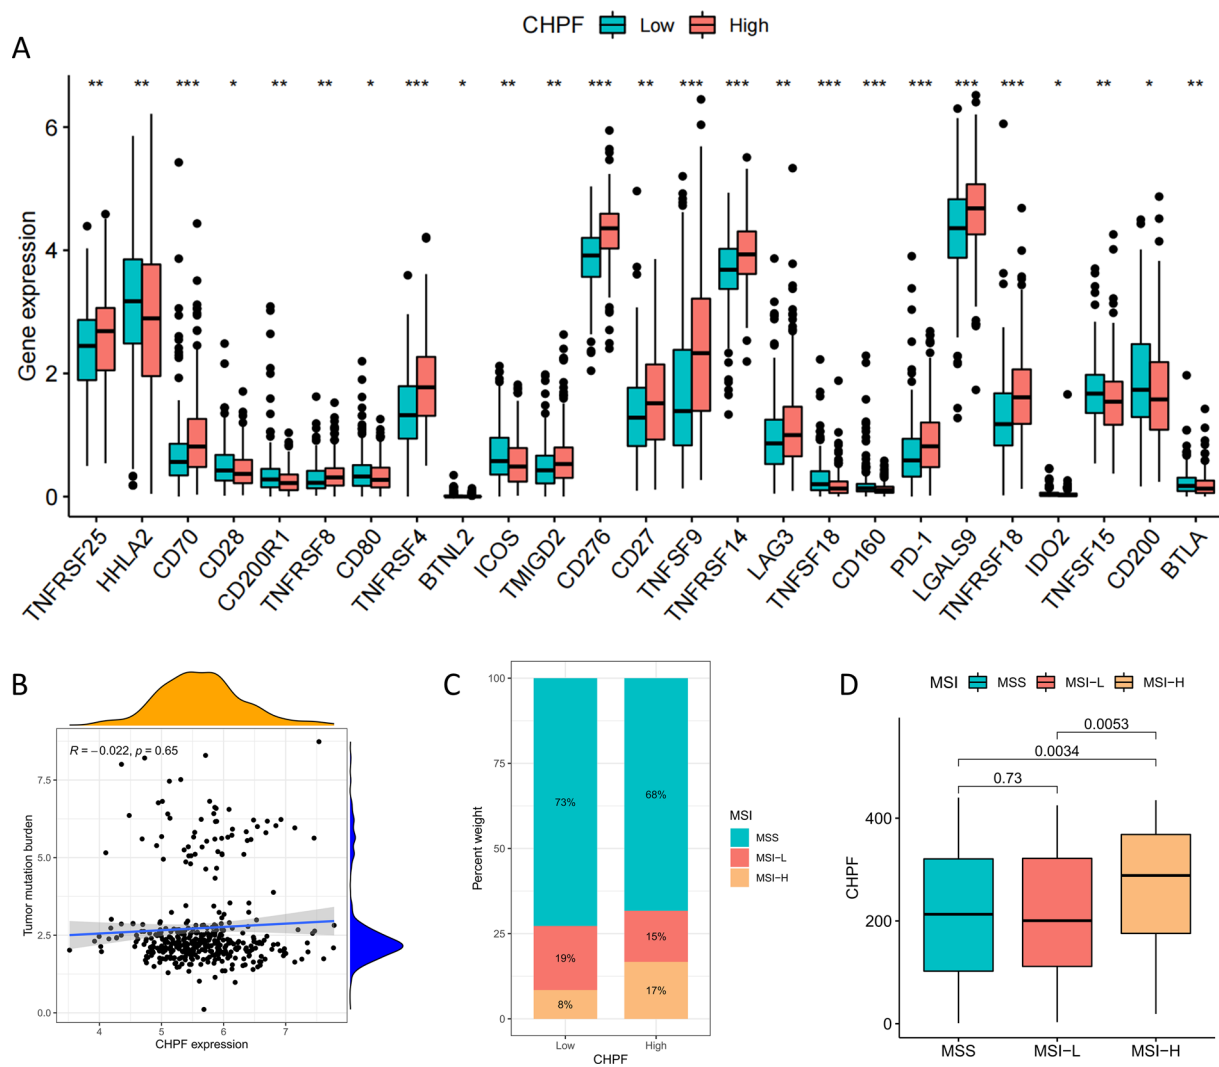 CHPF Low High
A
** ** *** * ** ** * *** * ** ** *** ** *** *** ** *** *** *** *** *** * ** * **
Gene expression
6
4
2
0
TNFRSF25 HHLA2 CD70 CD28 CD200R1 TNFRSF8 CD80 TNFRSF4 BTNL2 ICOS TMIGD2 CD276 CD27 TNFSF9 TNFRSF14 LAG3 TNFSF18 CD160 PD-1 LGALS9 TNFRSF18 IDO2 TNFSF15 CD200 BTLA
B
R = −0.022, p = 0.65
Tumor mutation burden
7.5
5.0
2.5
0.0
4 5 6 7
CHPF expression
C
Percent weight
100
75
50
25
0
73% 68%
19% 15%
8% 17%
Low High
CHPF
MSI
MSS
MSI−L
MSI−H
D
MSI MSS MSI−L MSI−H
0.0053
0.0034
0.73
CHPF
400
200
0
MSS MSI−L MSI−H